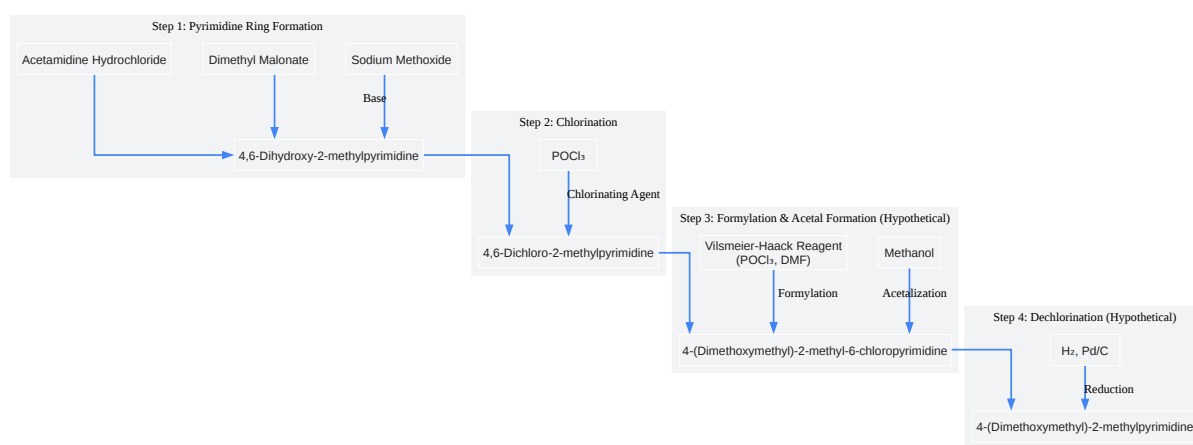 Step 1: Pyrimidine Ring Formation
Acetamidine Hydrochloride
Dimethyl Malonate
Sodium Methoxide
Base
4,6-Dihydroxy-2-methylpyrimidine
Step 2: Chlorination
POCl₃
Chlorinating Agent
4,6-Dichloro-2-methylpyrimidine
Step 3: Formylation & Acetal Formation (Hypothetical)
Vilsmeier-Haack Reagent
(POCl₃, DMF)
Methanol
Formylation
Acetalization
4-(Dimethoxymethyl)-2-methyl-6-chloropyrimidine
Step 4: Dechlorination (Hypothetical)
H₂, Pd/C
Reduction
4-(Dimethoxymethyl)-2-methylpyrimidine